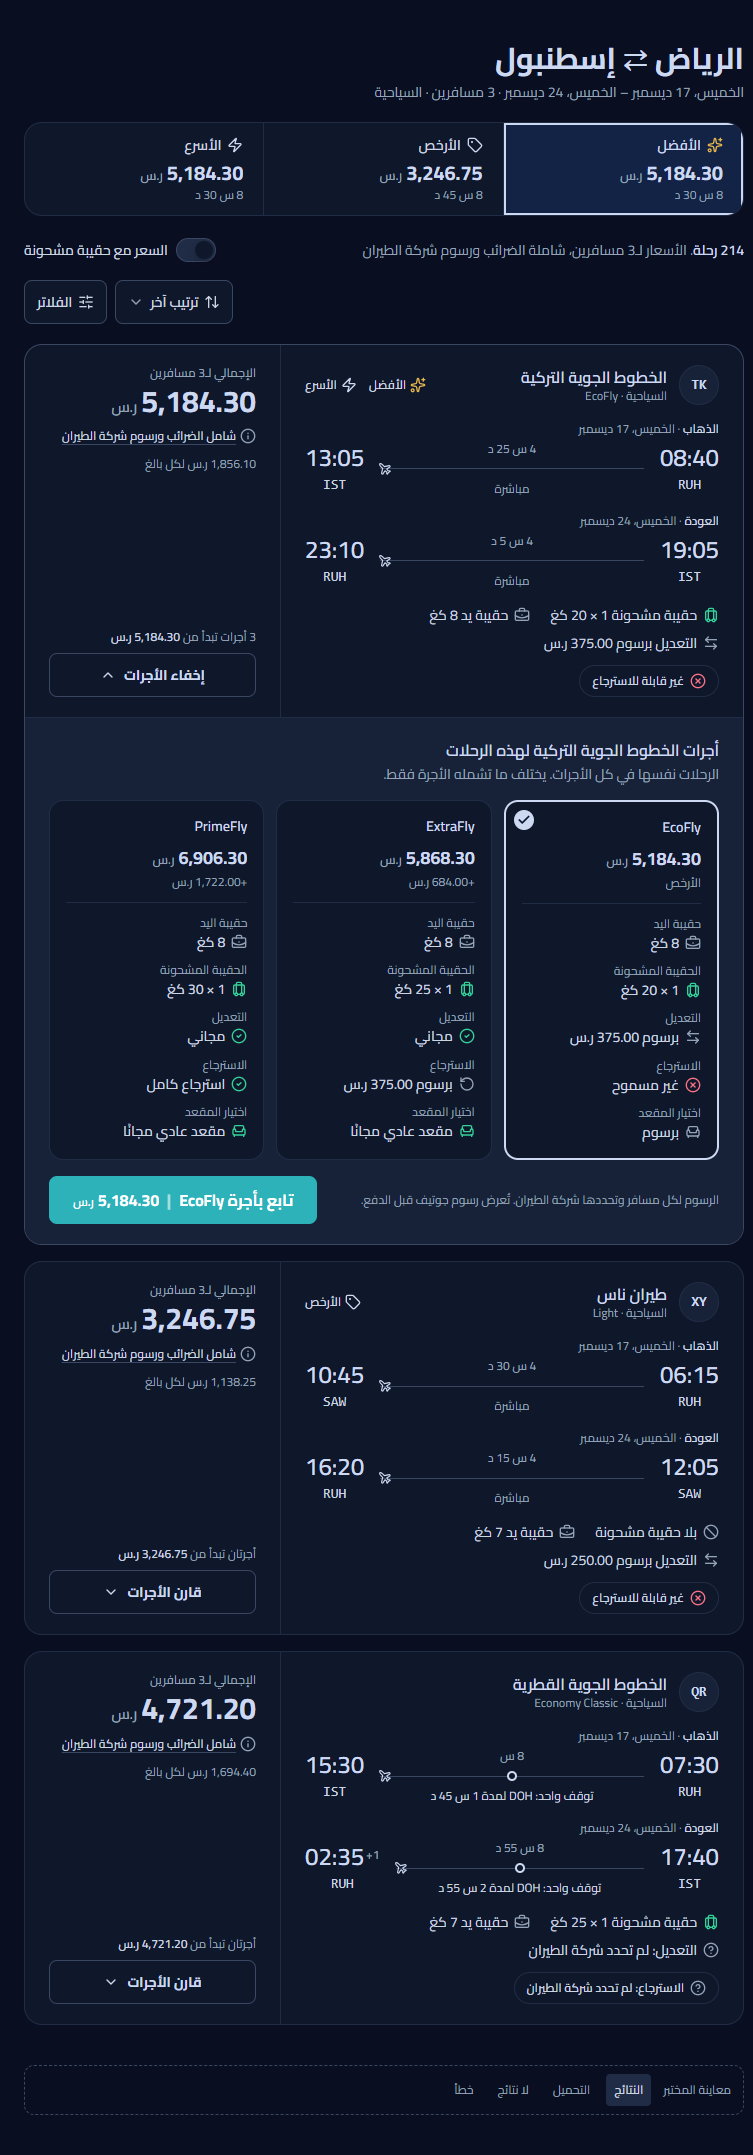 الرياض ⇄ إسطنبول
الخميس، 17 ديسمبر – الخميس، 24 ديسمبر · 3 مسافرين · السياحية
الأفضل
5,184.30 ر.س
8 س 30 د
الأرخص
3,246.75 ر.س
8 س 45 د
الأسرع
5,184.30 ر.س
8 س 30 د
214 رحلة. الأسعار لـ3 مسافرين، شاملة الضرائب ورسوم شركة الطيران
السعر مع حقيبة مشحونة
ترتيب آخر
الفلاتر
TK
الخطوط الجوية التركية
السياحية · EcoFly
الأفضل
الأسرع
الذهاب · الخميس، 17 ديسمبر
08:40
RUH
4 س 25 د
مباشرة
13:05
IST
العودة · الخميس، 24 ديسمبر
19:05
IST
4 س 5 د
مباشرة
23:10
RUH
حقيبة مشحونة 1 × 20 كغ
حقيبة يد 8 كغ
التعديل برسوم 375.00 ر.س
غير قابلة للاسترجاع
الإجمالي لـ3 مسافرين
5,184.30 ر.س
شامل الضرائب ورسوم شركة الطيران
1,856.10 ر.س لكل بالغ
3 أجرات تبدأ من 5,184.30 ر.س
إخفاء الأجرات
أجرات الخطوط الجوية التركية لهذه الرحلات
الرحلات نفسها في كل الأجرات. يختلف ما تشمله الأجرة فقط.
EcoFly
5,184.30 ر.س
الأرخص
حقيبة اليد
8 كغ
الحقيبة المشحونة
1 × 20 كغ
التعديل
برسوم 375.00 ر.س
الاسترجاع
غير مسموح
اختيار المقعد
برسوم
ExtraFly
5,868.30 ر.س
+684.00 ر.س
حقيبة اليد
8 كغ
الحقيبة المشحونة
1 × 25 كغ
التعديل
مجاني
الاسترجاع
برسوم 375.00 ر.س
اختيار المقعد
مقعد عادي مجانًا
PrimeFly
6,906.30 ر.س
+1,722.00 ر.س
حقيبة اليد
8 كغ
الحقيبة المشحونة
1 × 30 كغ
التعديل
مجاني
الاسترجاع
استرجاع كامل
اختيار المقعد
مقعد عادي مجانًا
الرسوم لكل مسافر وتحددها شركة الطيران. تُعرض رسوم جوتيف قبل الدفع.
تابع بأجرة EcoFly | 5,184.30 ر.س
XY
طيران ناس
السياحية · Light
الأرخص
الذهاب · الخميس، 17 ديسمبر
06:15
RUH
4 س 30 د
مباشرة
10:45
SAW
العودة · الخميس، 24 ديسمبر
12:05
SAW
4 س 15 د
مباشرة
16:20
RUH
بلا حقيبة مشحونة
حقيبة يد 7 كغ
التعديل برسوم 250.00 ر.س
غير قابلة للاسترجاع
الإجمالي لـ3 مسافرين
3,246.75 ر.س
شامل الضرائب ورسوم شركة الطيران
1,138.25 ر.س لكل بالغ
أجرتان تبدأ من 3,246.75 ر.س
قارن الأجرات
QR
الخطوط الجوية القطرية
السياحية · Economy Classic
الذهاب · الخميس، 17 ديسمبر
07:30
RUH
8 س
توقف واحد: DOH لمدة 1 س 45 د
15:30
IST
العودة · الخميس، 24 ديسمبر
17:40
IST
8 س 55 د
توقف واحد: DOH لمدة 2 س 55 د
02:35 +1
RUH
حقيبة مشحونة 1 × 25 كغ
حقيبة يد 7 كغ
التعديل: لم تحدد شركة الطيران
الاسترجاع: لم تحدد شركة الطيران
الإجمالي لـ3 مسافرين
4,721.20 ر.س
شامل الضرائب ورسوم شركة الطيران
1,694.40 ر.س لكل بالغ
أجرتان تبدأ من 4,721.20 ر.س
قارن الأجرات
معاينة المختبر
النتائج
التحميل
لا نتائج
خطأ